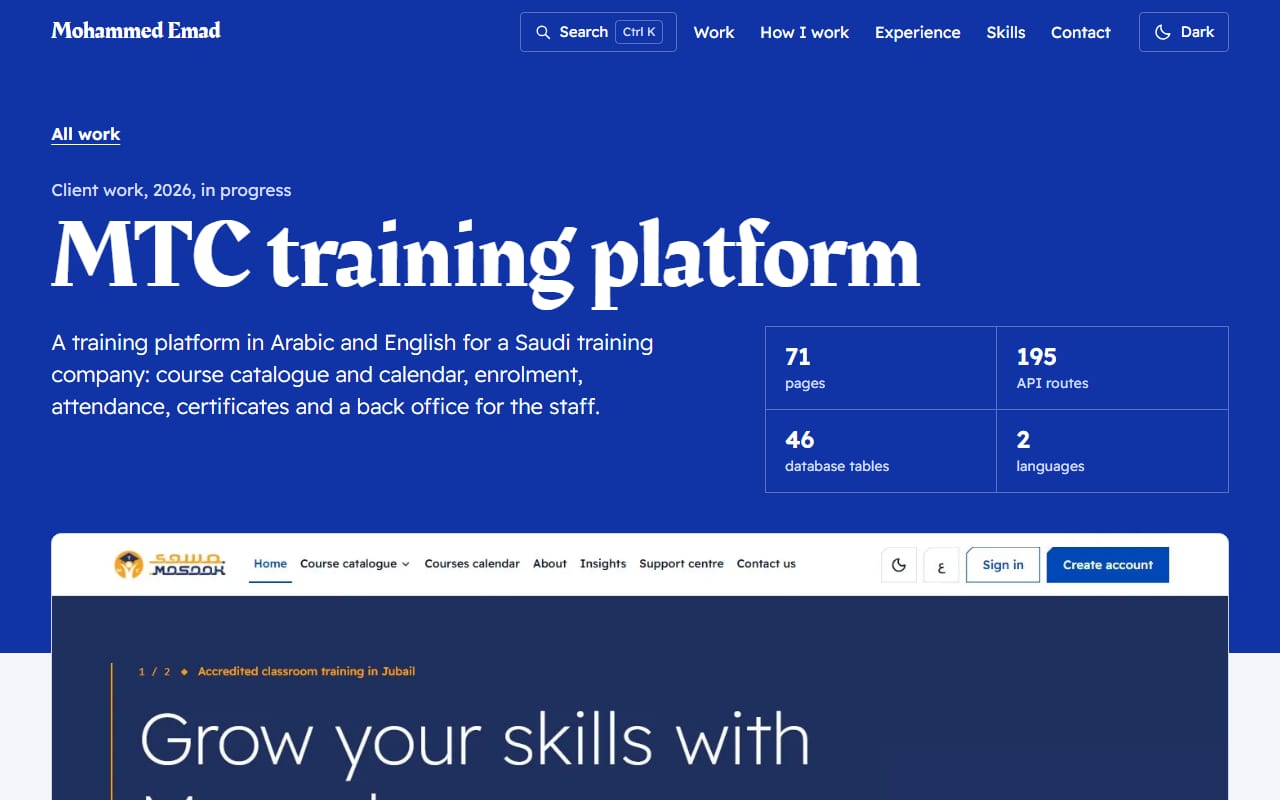 Mohammed Emad
Search Ctrl K
Work
How I work
Experience
Skills
Contact
Dark
All work
Client work, 2026, in progress
MTC training platform
A training platform in Arabic and English for a Saudi training
company: course catalogue and calendar, enrolment,
attendance, certificates and a back office for the staff.
71
pages
195
API routes
46
database tables
2
languages
MOSOOH
Home
Course catalogue
Courses calendar
About
Insights
Support centre
Contact us
ع
Sign in
Create account
1 / 2 ◆ Accredited classroom training in Jubail
Grow your skills with